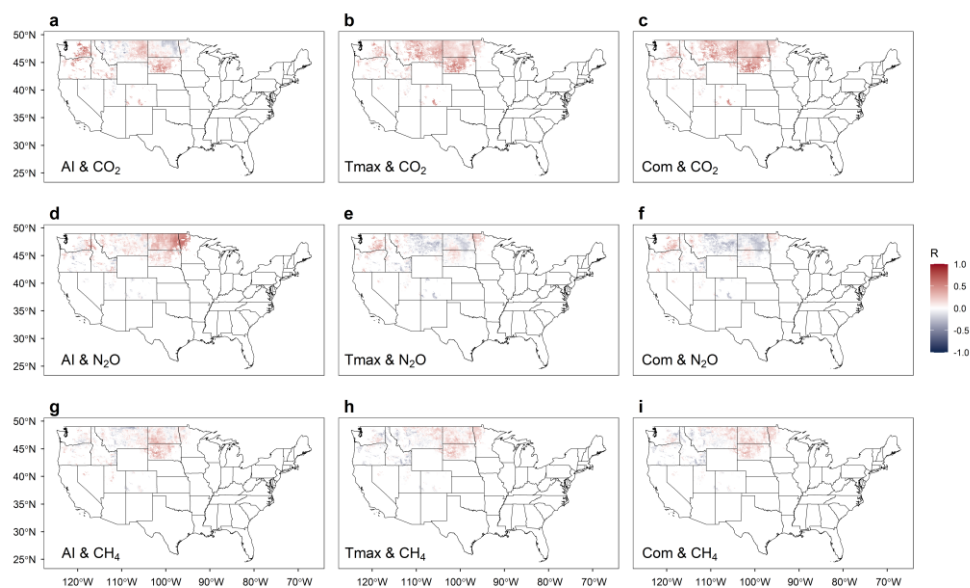 a b c
50°N
45°N
40°N
35°N
30°N
25°N
AI & CO₂ Tmax & CO₂ Com & CO₂
d e f
50°N
45°N
40°N
35°N
30°N
25°N
AI & N₂O Tmax & N₂O Com & N₂O
R
1.0
0.5
0.0
-0.5
-1.0
g h i
50°N
45°N
40°N
35°N
30°N
25°N
AI & CH₄ Tmax & CH₄ Com & CH₄
120°W 110°W 100°W 90°W 80°W 70°W 120°W 110°W 100°W 90°W 80°W 70°W 120°W 110°W 100°W 90°W 80°W 70°W